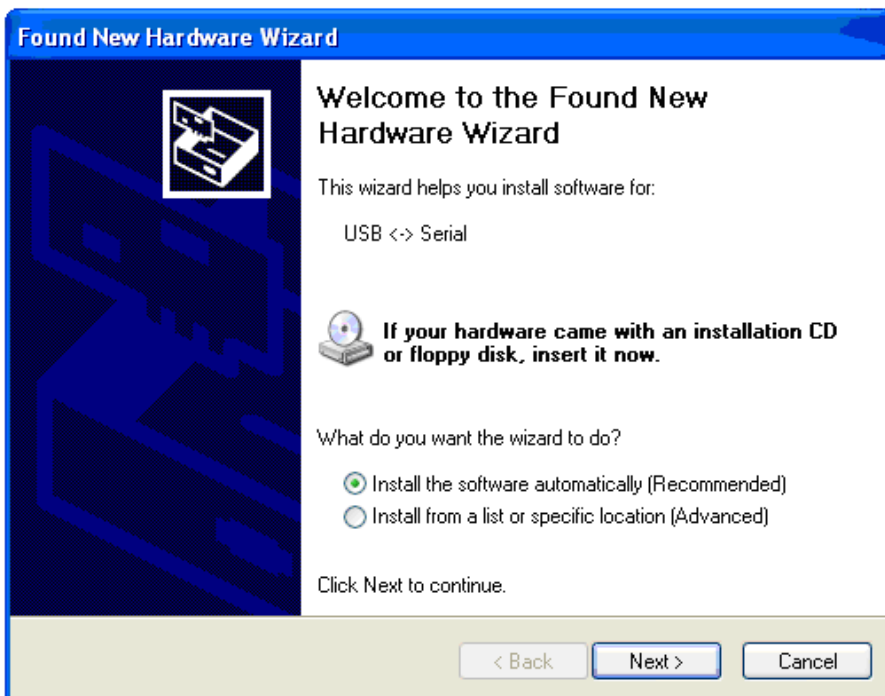 Found New Hardware Wizard
Welcome to the Found New
Hardware Wizard
This wizard helps you install software for:
USB <-> Serial
If your hardware came with an installation CD
or floppy disk, insert it now.
What do you want the wizard to do?
Install the software automatically (Recommended)
Install from a list or specific location (Advanced)
Click Next to continue.
< Back Next > Cancel